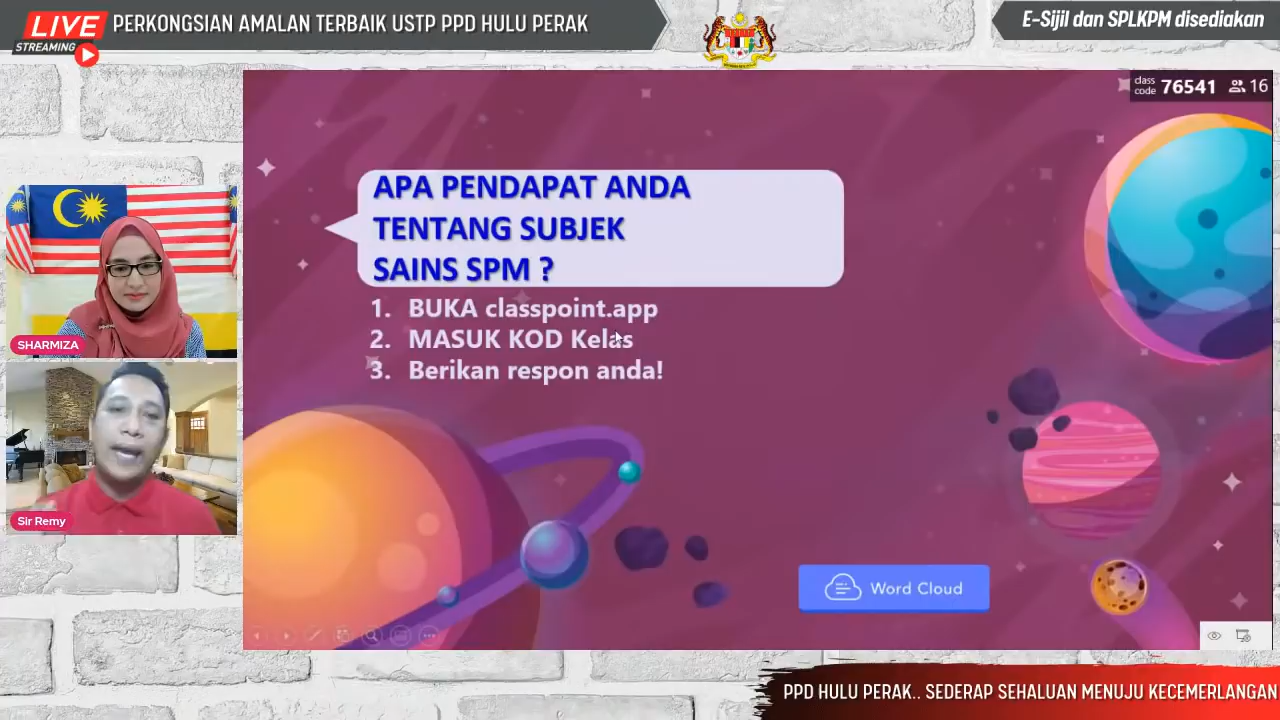 LIVE
STREAMING
PERKONGSIAN AMALAN TERBAIK USTP PPD HULU PERAK
E-Sijil dan SPLKPM disediakan
class
code 76541 16
APA PENDAPAT ANDA
TENTANG SUBJEK
SAINS SPM ?
1. BUKA classpoint.app
2. MASUK KOD Kelas
3. Berikan respon anda!
SHARMIZA
Sir Remy
Word Cloud
PPD HULU PERAK.. SEDERAP SEHALUAN MENUJU KECEMERLANGAN